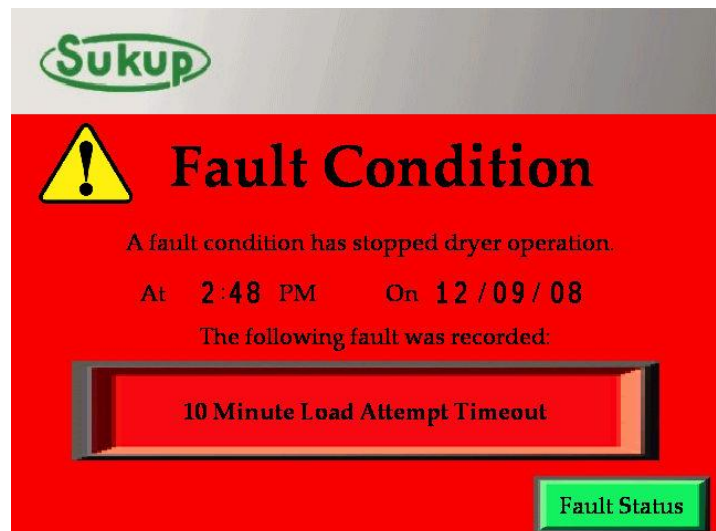 Sukup
Fault Condition
A fault condition has stopped dryer operation.
At 2:48 PM On 12/09/08
The following fault was recorded:
10 Minute Load Attempt Timeout
Fault Status